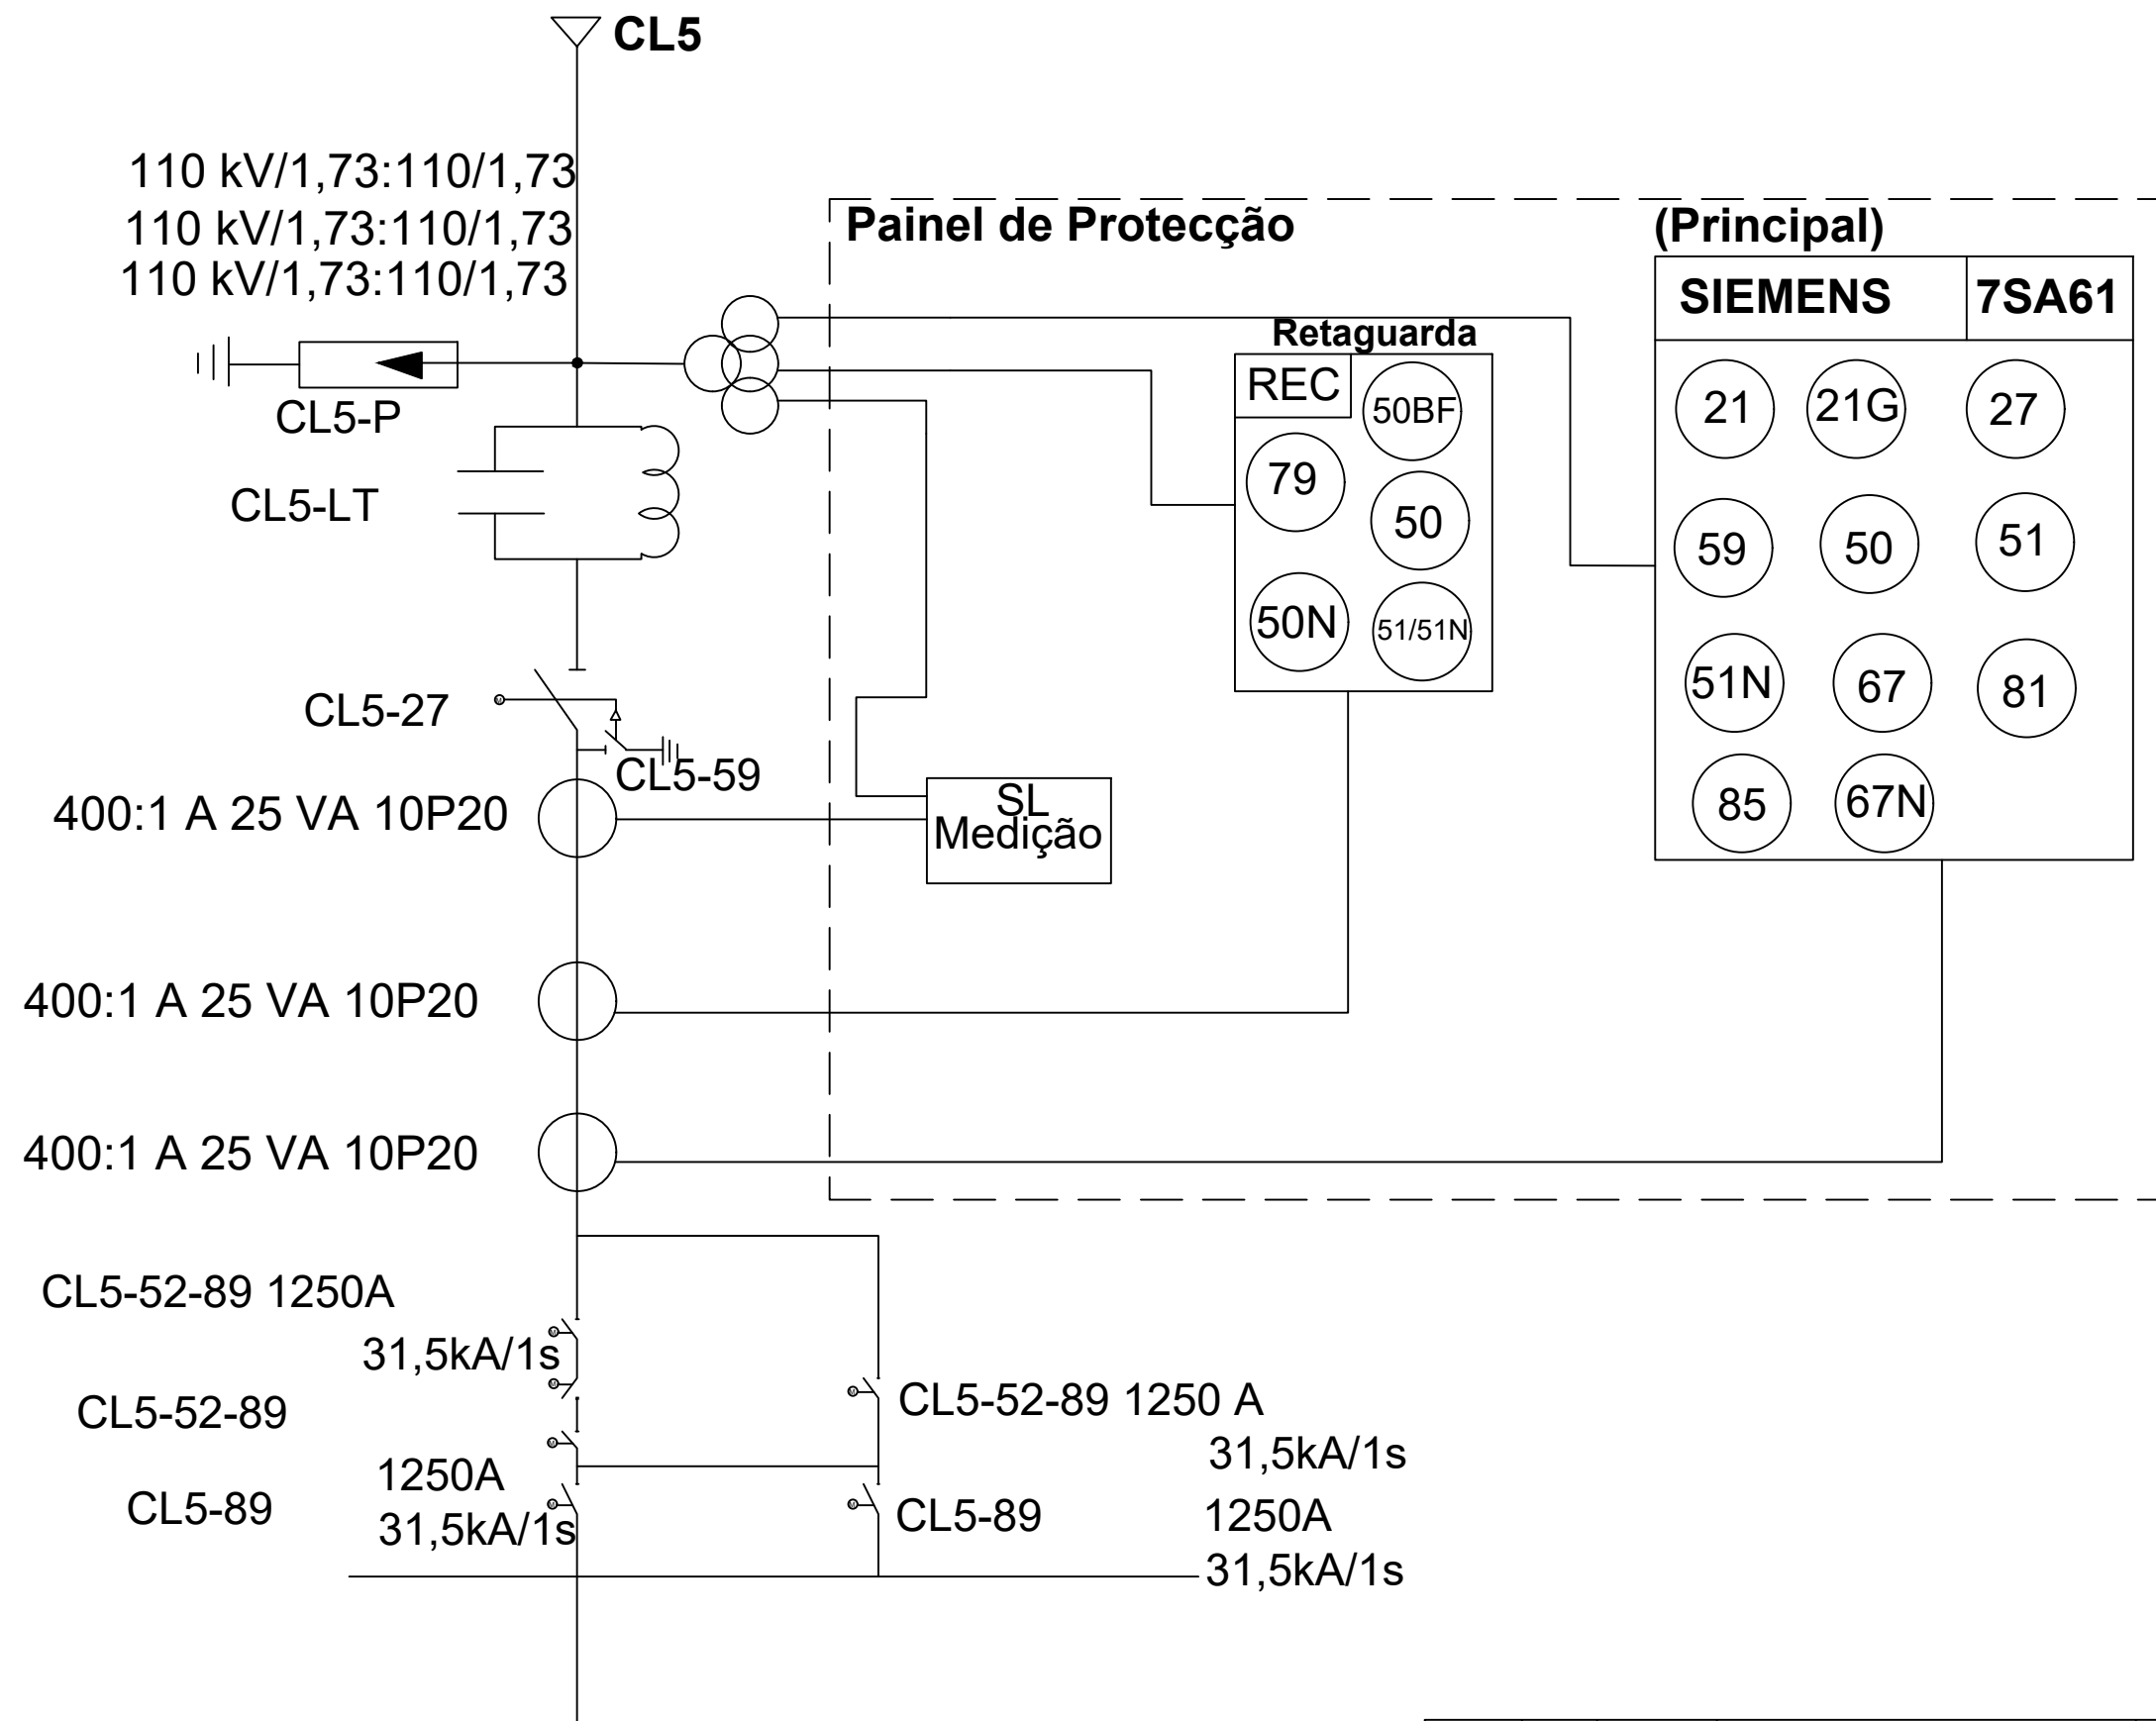 CL5
110 kV/1,73:110/1,73
110 kV/1,73:110/1,73
110 kV/1,73:110/1,73
Painel de Protecção
(Principal)
SIEMENS 7SA61
Retaguarda
REC
50BF
79
50
50N
51/51N
21 21G 27
59 50 51
51N 67 81
85 67N
CL5-P
CL5-LT
CL5-27
CL5-59
400:1 A 25 VA 10P20
SL
Medição
400:1 A 25 VA 10P20
400:1 A 25 VA 10P20
CL5-52-89 1250A
31,5kA/1s
CL5-52-89
1250A
CL5-89
31,5kA/1s
CL5-52-89 1250 A
31,5kA/1s
CL5-89
1250A
31,5kA/1s